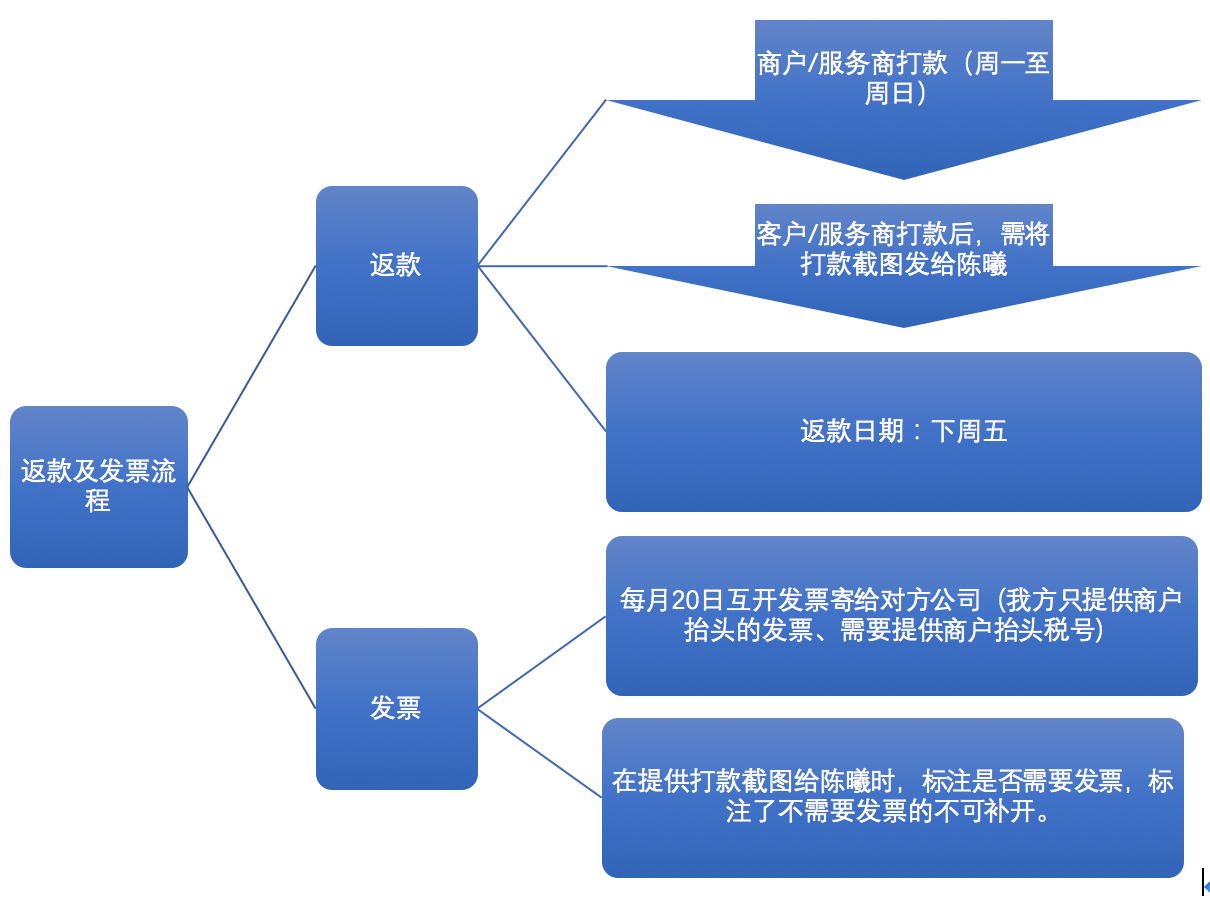 商户/服务商打款（周一至
周日）
客户/服务商打款后，需将
打款截图发给陈曦
返款
返款日期：下周五
返款及发票流
程
每月20日互开发票寄给对方公司（我方只提供商户
抬头的发票、需要提供商户抬头税号）
发票
在提供打款截图给陈曦时，标注是否需要发票，标
注了不需要发票的不可补开。